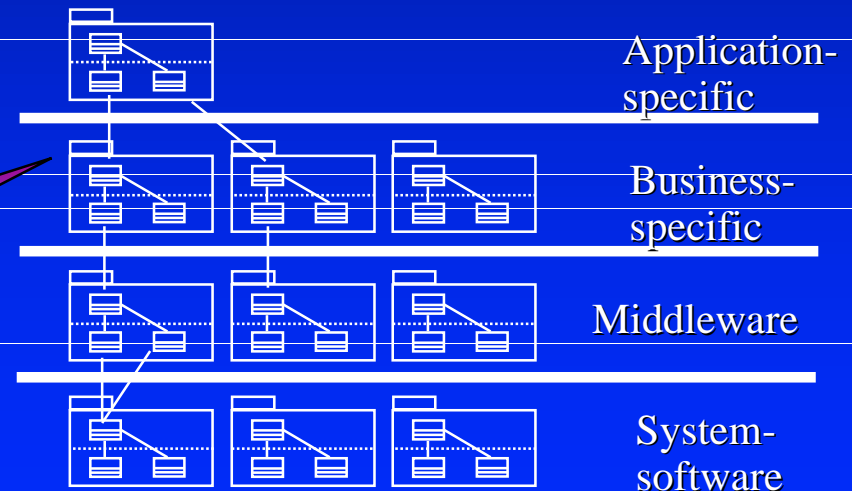 Application-
specific
Business-
specific
Middleware
System-
software